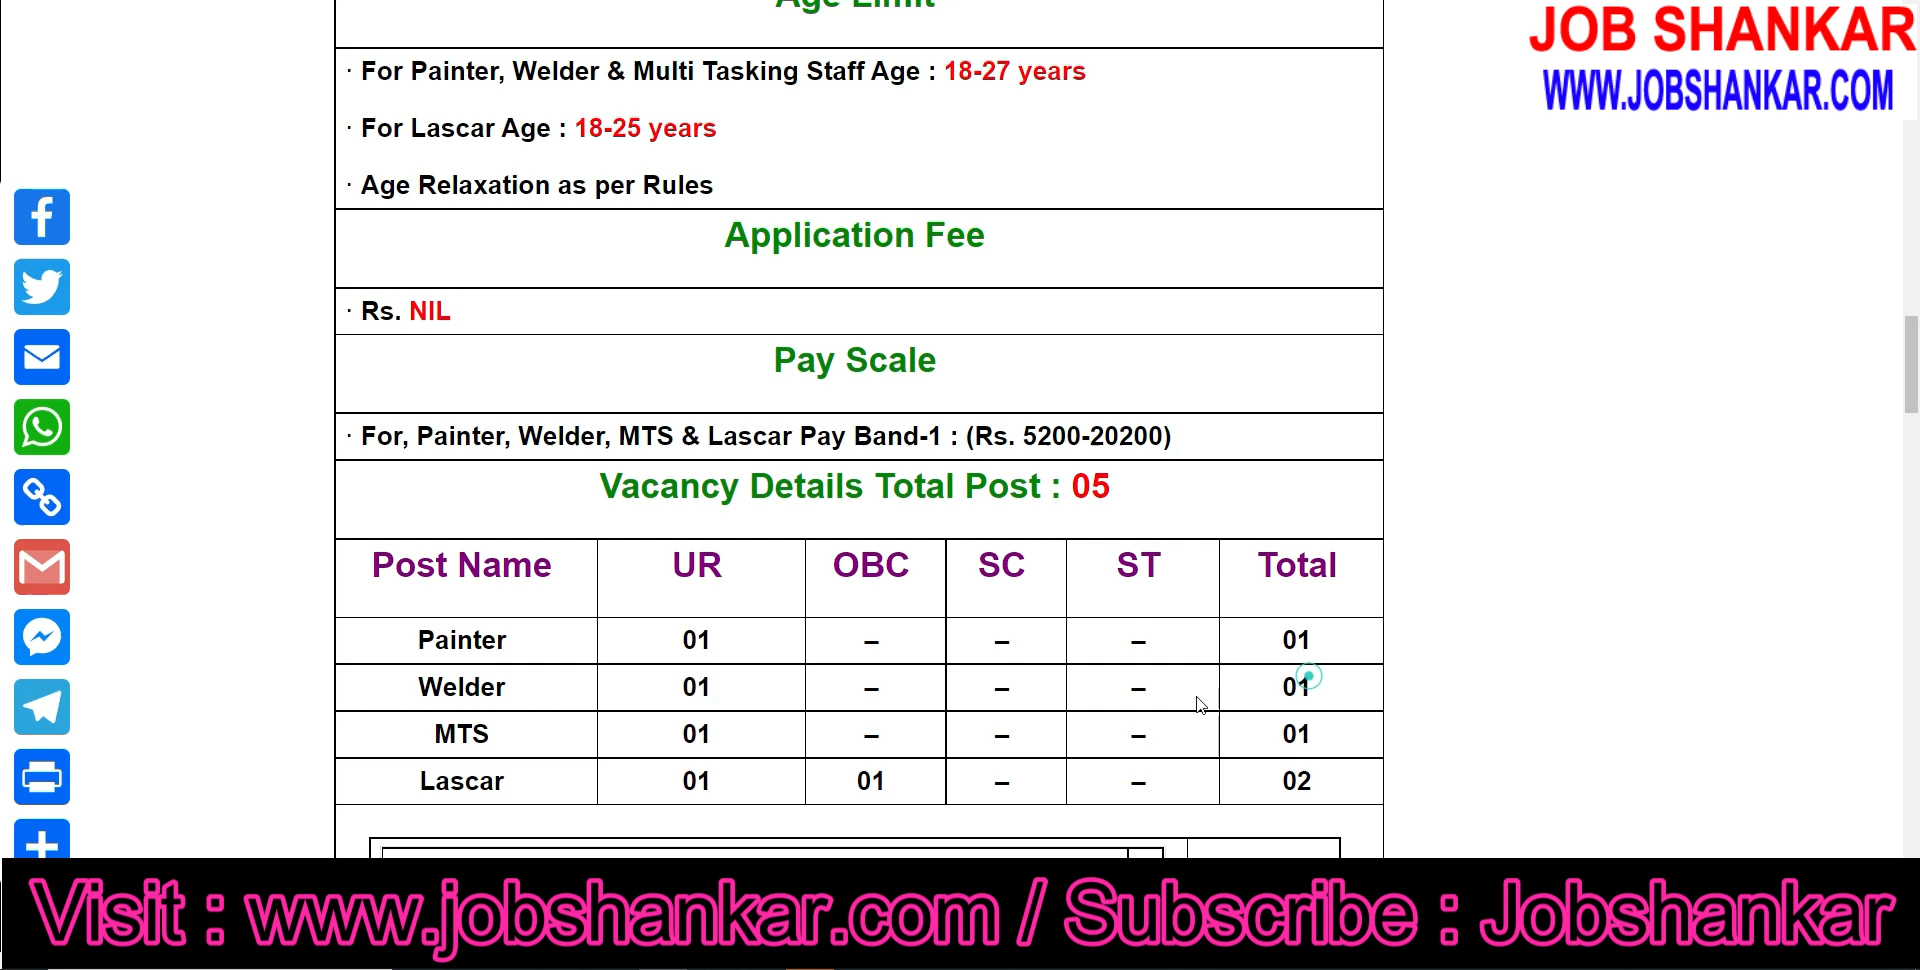 Age Limit
JOB SHANKAR
WWW.JOBSHANKAR.COM
· For Painter, Welder & Multi Tasking Staff Age : 18-27 years
· For Lascar Age : 18-25 years
· Age Relaxation as per Rules
Application Fee
· Rs. NIL
Pay Scale
· For, Painter, Welder, MTS & Lascar Pay Band-1 : (Rs. 5200-20200)
Vacancy Details Total Post : 05
Post Name UR OBC SC ST Total
Painter 01 – – – 01
Welder 01 – – – 01
MTS 01 – – – 01
Lascar 01 01 – – 02
Visit : www.jobshankar.com / Subscribe : Jobshankar